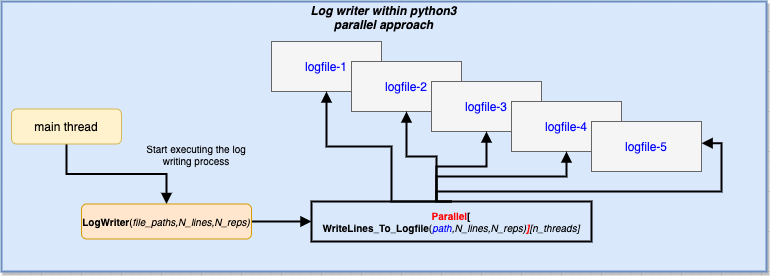 Log writer within python3
parallel approach
logfile-1
logfile-2
logfile-3
logfile-4
logfile-5
main thread
Start executing the log
writing process
LogWriter(file_paths,N_lines,N_reps)
Parallel[
WriteLines_To_Logfile(path,N_lines,N_reps)][n_threads]